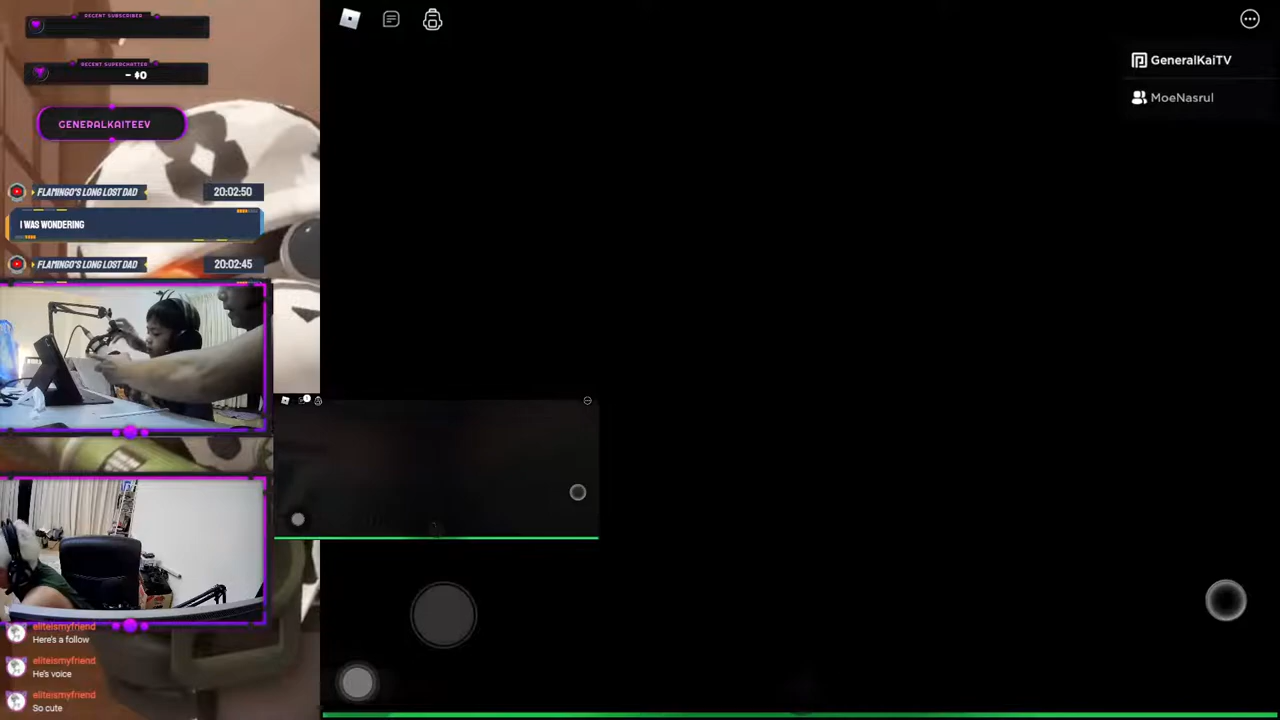 RECENT SUBSCRIBER
RECENT SUPERCHATTER
- $0
GENERALKAITEEV
FLAMINGO'S LONG LOST DAD
20:02:50
I WAS WONDERING
FLAMINGO'S LONG LOST DAD
20:02:45
eliteismyfriend
Here's a follow
eliteismyfriend
He's voice
eliteismyfriend
So cute
GeneralKaiTV
MoeNasrul